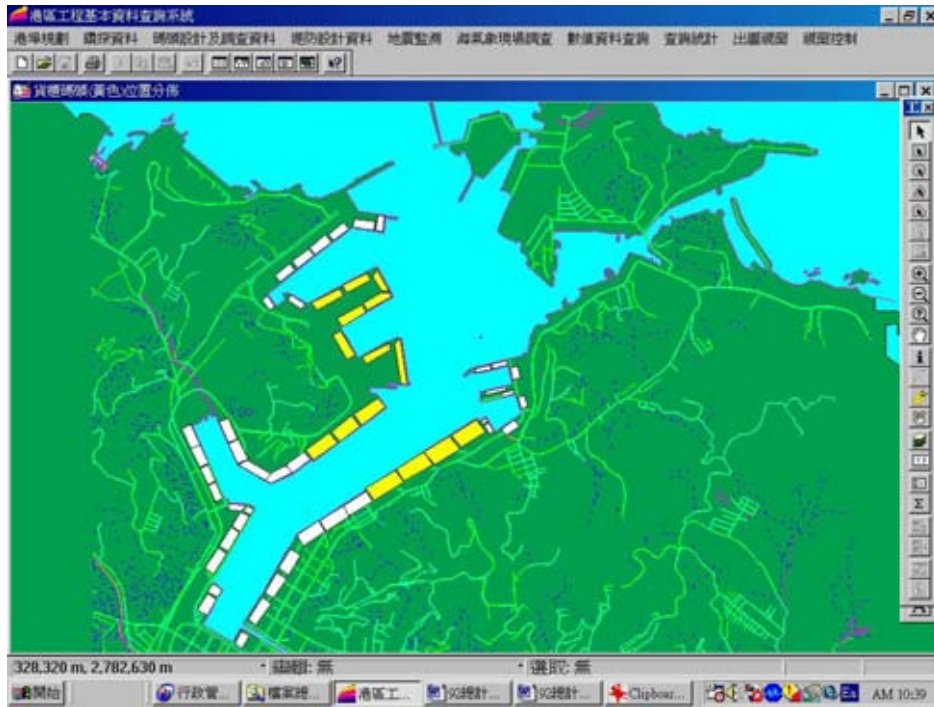 港區工程基本資料查詢系統
港埠規劃 鑽探資料 碼頭設計及調查資料 堤防設計資料 地震監測 海氣象現場調查 數值資料查詢 查詢統計 出圖視窗 視窗控制
貨櫃碼頭(黃色)位置分佈
328,320 m, 2,782,630 m 編輯: 無 選取: 無
開始 行政管... 檔案總... 港區工... Clipboar... AM 10:39